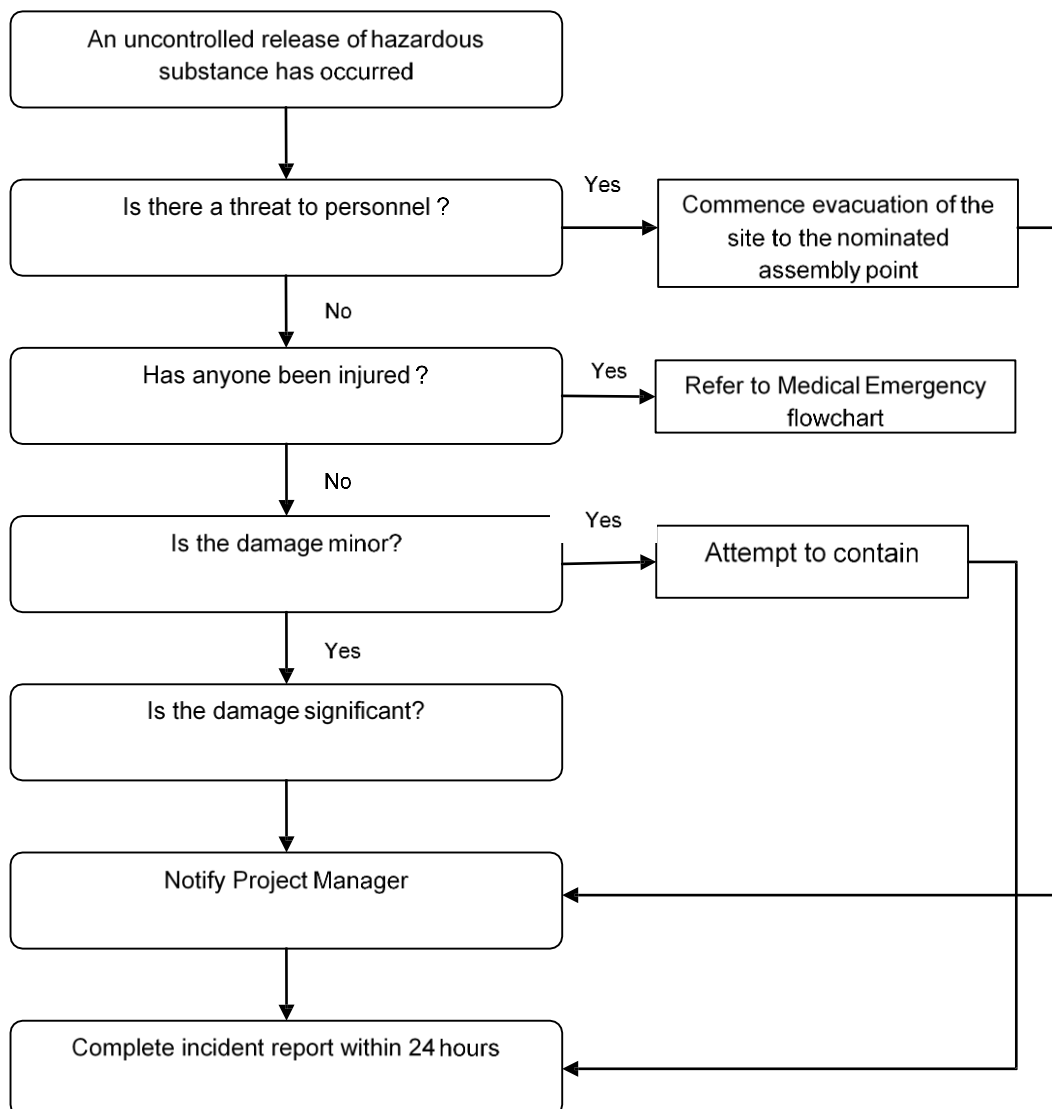 An uncontrolled release of hazardous
substance has occurred
Is there a threat to personnel ?
Yes
Commence evacuation of the
site to the nominated
assembly point
No
Has anyone been injured ?
Yes
Refer to Medical Emergency
flowchart
No
Is the damage minor?
Yes
Attempt to contain
Yes
Is the damage significant?
Notify Project Manager
Complete incident report within 24 hours